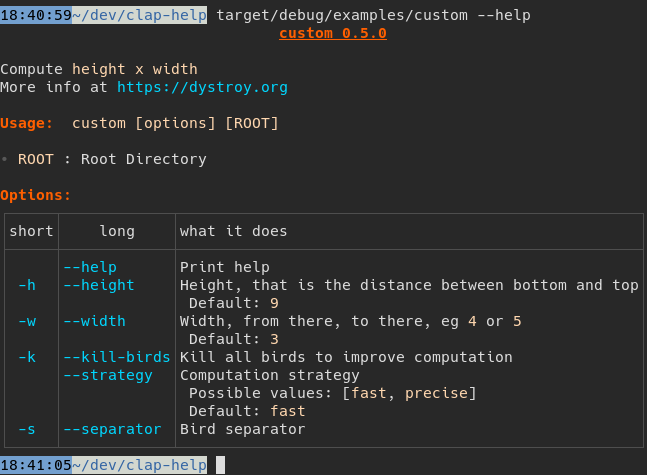 18:40:59~/dev/clap-help target/debug/examples/custom --help
custom 0.5.0
Compute height x width
More info at https://dystroy.org
Usage: custom [options] [ROOT]
• ROOT : Root Directory
Options:
short long what it does
--help Print help
-h --height Height, that is the distance between bottom and top
Default: 9
-w --width Width, from there, to there, eg 4 or 5
Default: 3
-k --kill-birds Kill all birds to improve computation
--strategy Computation strategy
Possible values: [fast, precise]
Default: fast
-s --separator Bird separator
18:41:05~/dev/clap-help